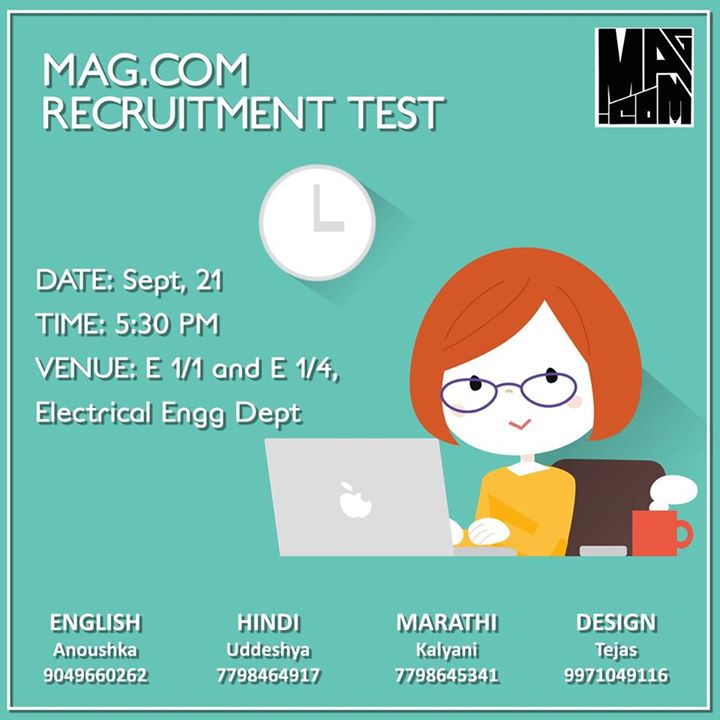 MAG.COM
RECRUITMENT TEST
MAG
.COM
DATE: Sept, 21
TIME: 5:30 PM
VENUE: E 1/1 and E 1/4,
Electrical Engg Dept
ENGLISH
Anoushka
9049660262
HINDI
Uddeshya
7798464917
MARATHI
Kalyani
7798645341
DESIGN
Tejas
9971049116